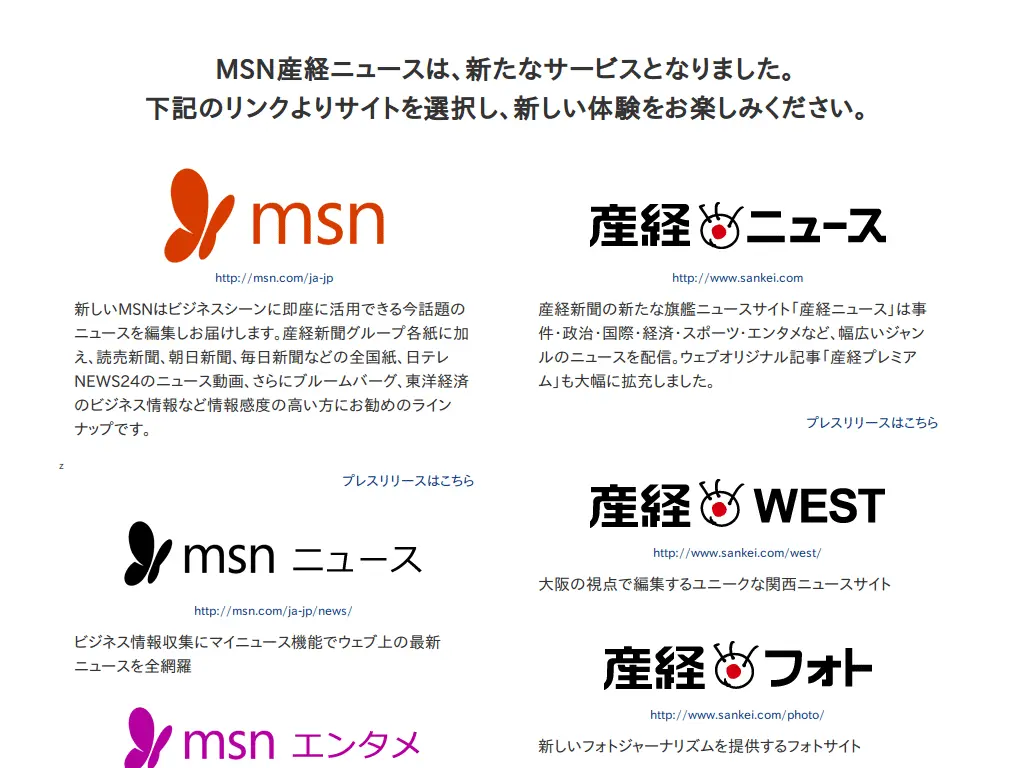 MSN産経ニュースは、新たなサービスとなりました。
下記のリンクよりサイトを選択し、新しい体験をお楽しみください。
msn
http://msn.com/ja-jp
新しいMSNはビジネスシーンに即座に活用できる今話題の
ニュースを編集しお届けします。産経新聞グループ各紙に加
え、読売新聞、朝日新聞、毎日新聞などの全国紙、日テレ
NEWS24のニュース動画、さらにブルームバーグ、東洋経済
のビジネス情報など情報感度の高い方にお勧めのライン
ナップです。
z
プレスリリースはこちら
msn ニュース
http://msn.com/ja-jp/news/
ビジネス情報収集にマイニュース機能でウェブ上の最新
ニュースを全網羅
msn エンタメ
産経ニュース
http://www.sankei.com
産経新聞の新たな旗艦ニュースサイト「産経ニュース」は事
件・政治・国際・経済・スポーツ・エンタメなど、幅広いジャン
ルのニュースを配信。ウェブオリジナル記事「産経プレミア
ム」も大幅に拡充しました。
プレスリリースはこちら
産経WEST
http://www.sankei.com/west/
大阪の視点で編集するユニークな関西ニュースサイト
産経フォト
http://www.sankei.com/photo/
新しいフォトジャーナリズムを提供するフォトサイト